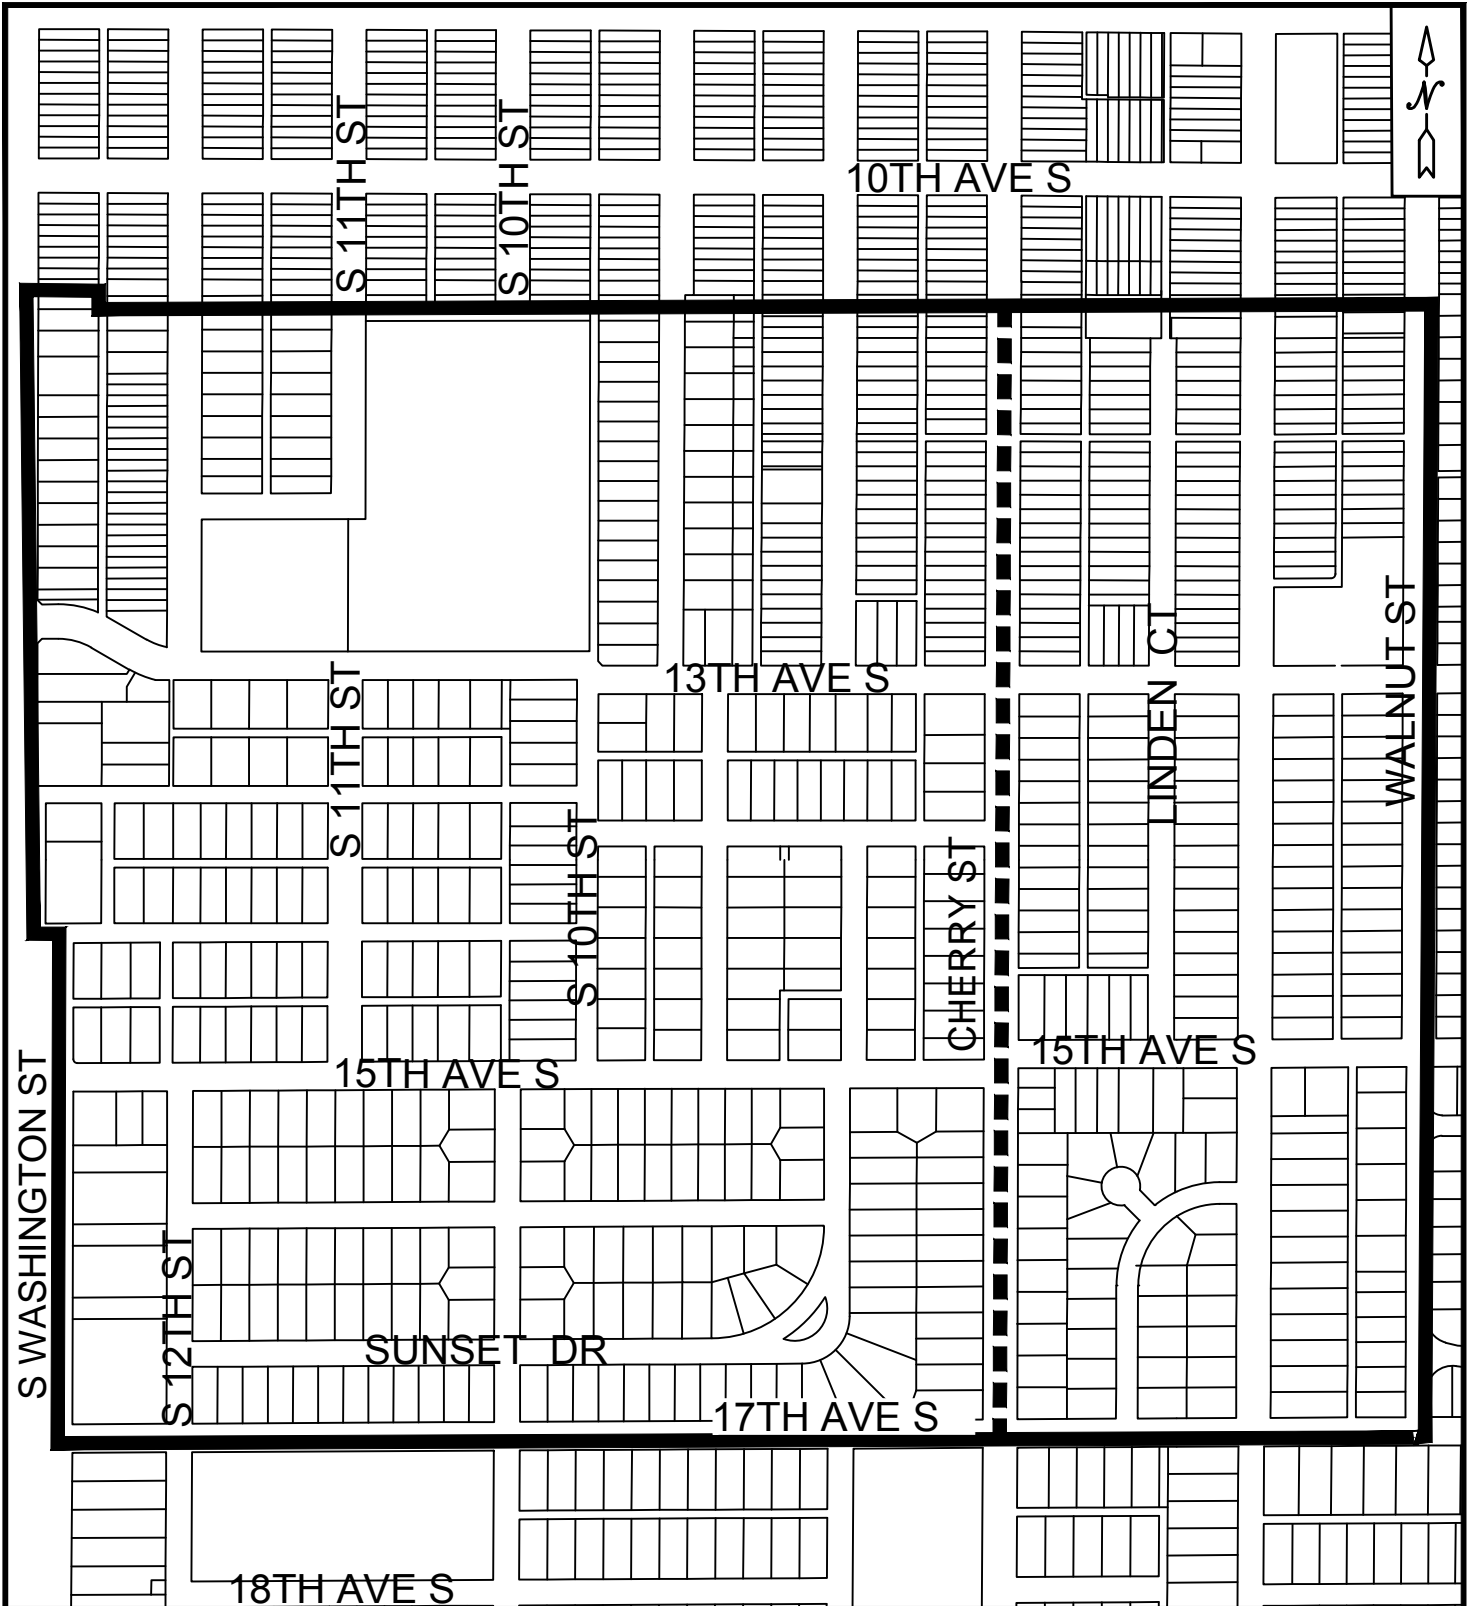 N
S 11TH ST
S 10TH ST
10TH AVE S
13TH AVE S
S 11TH ST
LINDEN CT
WALNUT ST
S 10TH ST
CHERRY ST
15TH AVE S
15TH AVE S
S WASHINGTON ST
S 12TH ST
SUNSET DR
17TH AVE S
18TH AVE S